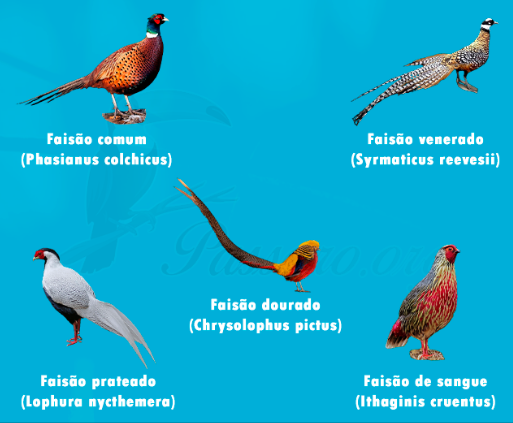 Faisão comum
(Phasianus colchicus)
Faisão venerado
(Syrmaticus reevesii)
Faisão dourado
(Chrysolophus pictus)
Faisão prateado
(Lophura nycthemera)
Faisão de sangue
(Ithaginis cruentus)